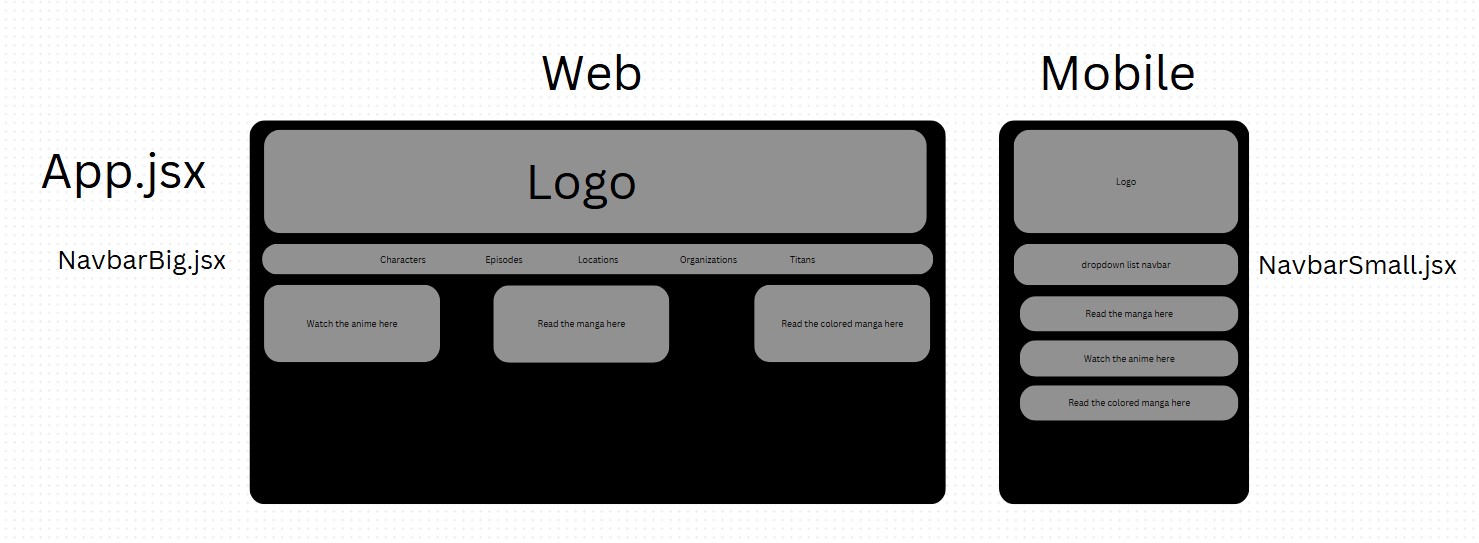 Web
Mobile
App.jsx
Logo
Logo
NavbarBig.jsx
Characters Episodes Locations Organizations Titans
dropdown list navbar
NavbarSmall.jsx
Watch the anime here
Read the manga here
Read the colored manga here
Read the manga here
Watch the anime here
Read the colored manga here